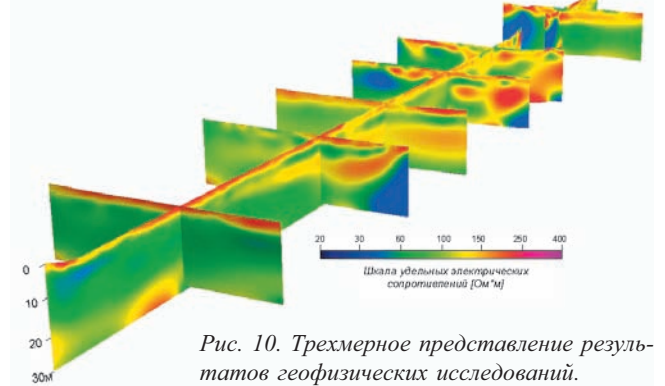 0
10
20
30м
20 30 60 100 150 250 400
Шкала удельных электрических
сопротивлений [Ом*м]
Рис. 10. Трехмерное представление резуль-
татов геофизических исследований.